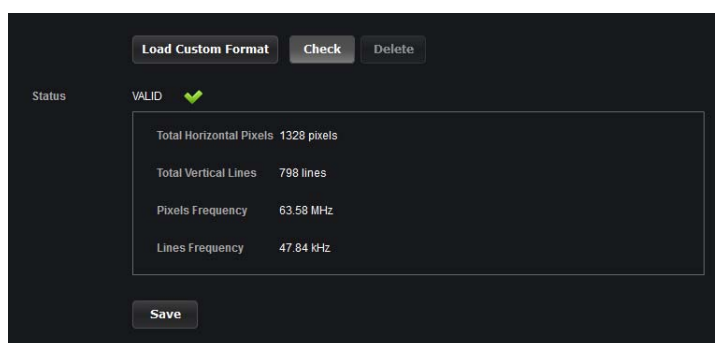 Load Custom Format Check Delete
Status VALID
Total Horizontal Pixels 1328 pixels
Total Vertical Lines 798 lines
Pixels Frequency 63.58 MHz
Lines Frequency 47.84 kHz
Save